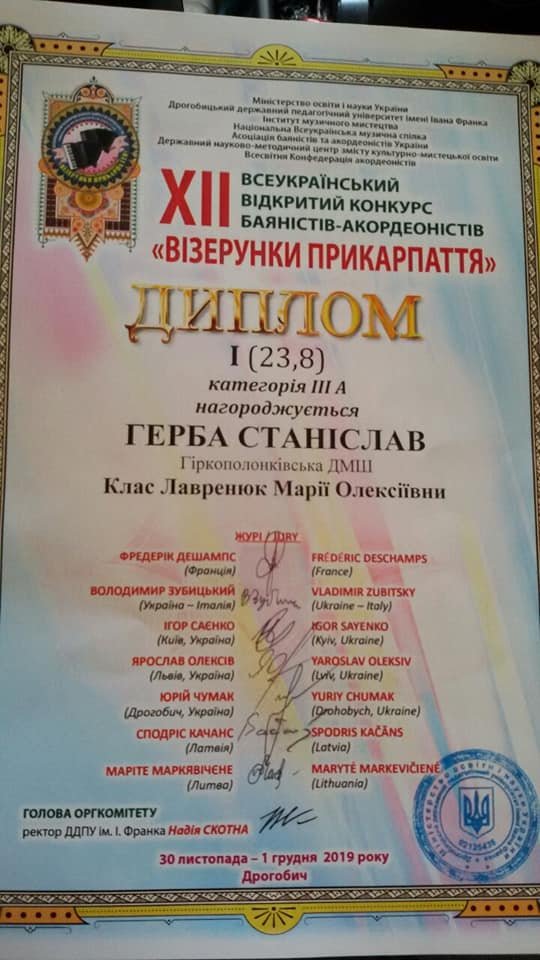 Міністерство освіти і науки України
Дрогобицький державний педагогічний університет імені Івана Франка
Інститут музичного мистецтва
Національна Всеукраїнська музична спілка
Асоціація баяністів та акордеоністів України
Державний науково-методичний центр змісту культурно-мистецької освіти
Всесвітня Конфедерація акордеоністів
XII ВСЕУКРАЇНСЬКИЙ
ВІДКРИТИЙ КОНКУРС
БАЯНІСТІВ-АКОРДЕОНІСТІВ
«ВІЗЕРУНКИ ПРИКАРПАТТЯ»
ДИПЛОМ
I (23,8)
категорія III А
нагороджується
ГЕРБА СТАНІСЛАВ
Гіркополонківська ДМШ
Клас Лавренюк Марії Олексіївни
ЖУРІ / JURY
ФРЕДЕРІК ДЕШАМПС FRÉDÉRIC DESCHAMPS
(Франція) (France)
ВОЛОДИМИР ЗУБИЦЬКИЙ VLADIMIR ZUBITSKY
(Україна – Італія) (Ukraine – Italy)
ІГОР САЄНКО IGOR SAYENKO
(Київ, Україна) (Kyiv, Ukraine)
ЯРОСЛАВ ОЛЕКСІВ YAROSLAV OLEKSIV
(Львів, Україна) (Lviv, Ukraine)
ЮРІЙ ЧУМАК YURIY CHUMAK
(Дрогобич, Україна) (Drohobych, Ukraine)
СПОДРІС КАЧАНС SPODRIS KAČĀNS
(Латвія) (Latvia)
МАРІТЕ МАРКЯВІЧЄНЕ MARYTĖ MARKEVIČIENĖ
(Литва) (Lithuania)
ГОЛОВА ОРГКОМІТЕТУ
ректор ДДПУ ім. І. Франка Надія СКОТНА
02125438
30 листопада – 1 грудня 2019 року
Дрогобич